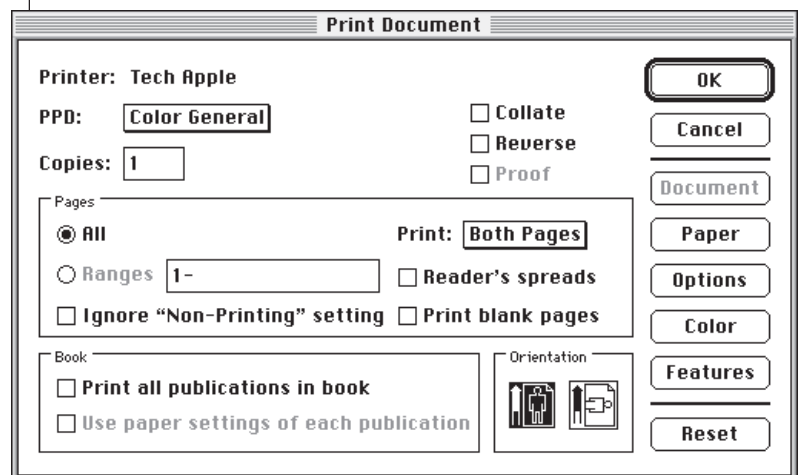 Print Document
Printer: Tech Apple
OK
PPD: Color General
Collate
Cancel
Reverse
Copies: 1
Proof
Document
Pages
All
Print: Both Pages
Paper
Ranges 1-
Reader's spreads
Options
Ignore “Non-Printing” setting
Print blank pages
Color
Book
Orientation
Features
Print all publications in book
Use paper settings of each publication
Reset